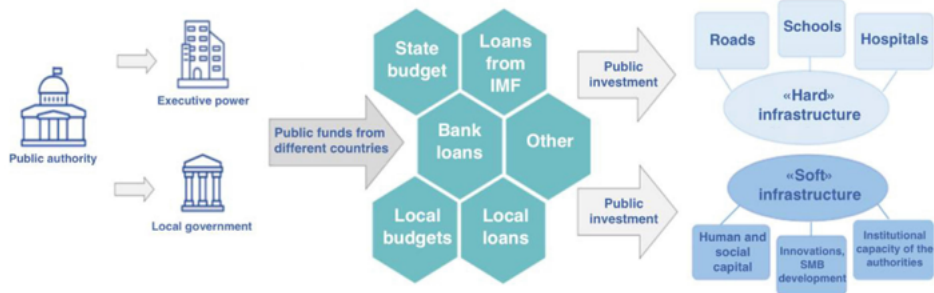 Public authority
Executive power
Local government
Public funds from
different countries
State
budget
Loans
from
IMF
Bank
loans
Other
Local
budgets
Local
loans
Public
investment
Public
investment
Roads
Schools
Hospitals
«Hard»
infrastructure
«Soft»
infrastructure
Human and
social
capital
Innovations,
SMB
development
Institutional
capacity of the
authorities